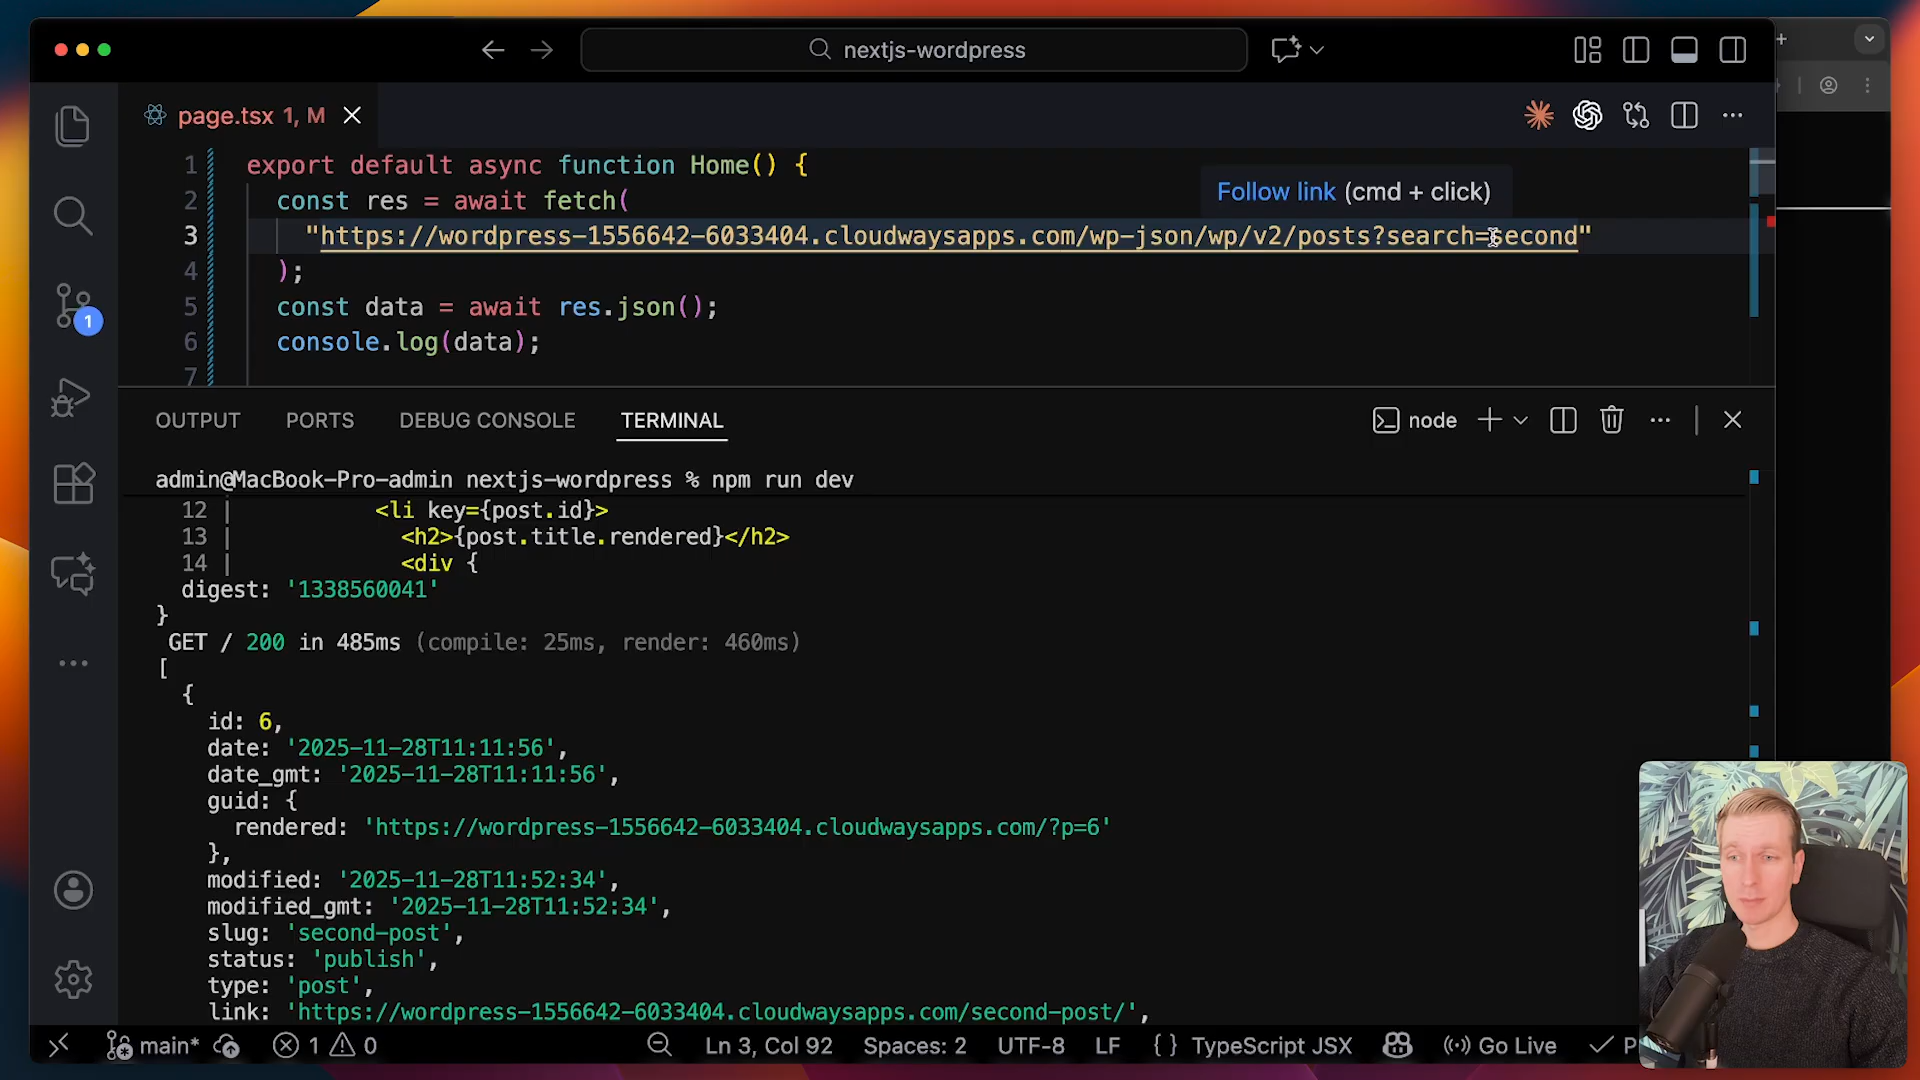 nextjs-wordpress
page.tsx 1, M
1 export default async function Home() {
2 const res = await fetch(
Follow link (cmd + click)
3 "https://wordpress-1556642-6033404.cloudwaysapps.com/wp-json/wp/v2/posts?search=second"
4 );
5 const data = await res.json();
6 console.log(data);
7
1
OUTPUT PORTS DEBUG CONSOLE TERMINAL
node
admin@MacBook-Pro-admin nextjs-wordpress % npm run dev
12 | <li key={post.id}>
13 | <h2>{post.title.rendered}</h2>
14 | <div {
digest: '1338560041'
}
GET / 200 in 485ms (compile: 25ms, render: 460ms)
[
{
id: 6,
date: '2025-11-28T11:11:56',
date_gmt: '2025-11-28T11:11:56',
guid: {
rendered: 'https://wordpress-1556642-6033404.cloudwaysapps.com/?p=6'
},
modified: '2025-11-28T11:52:34',
modified_gmt: '2025-11-28T11:52:34',
slug: 'second-post',
status: 'publish',
type: 'post',
link: 'https://wordpress-1556642-6033404.cloudwaysapps.com/second-post/',
main* 1 0 Ln 3, Col 92 Spaces: 2 UTF-8 LF { } TypeScript JSX Go Live